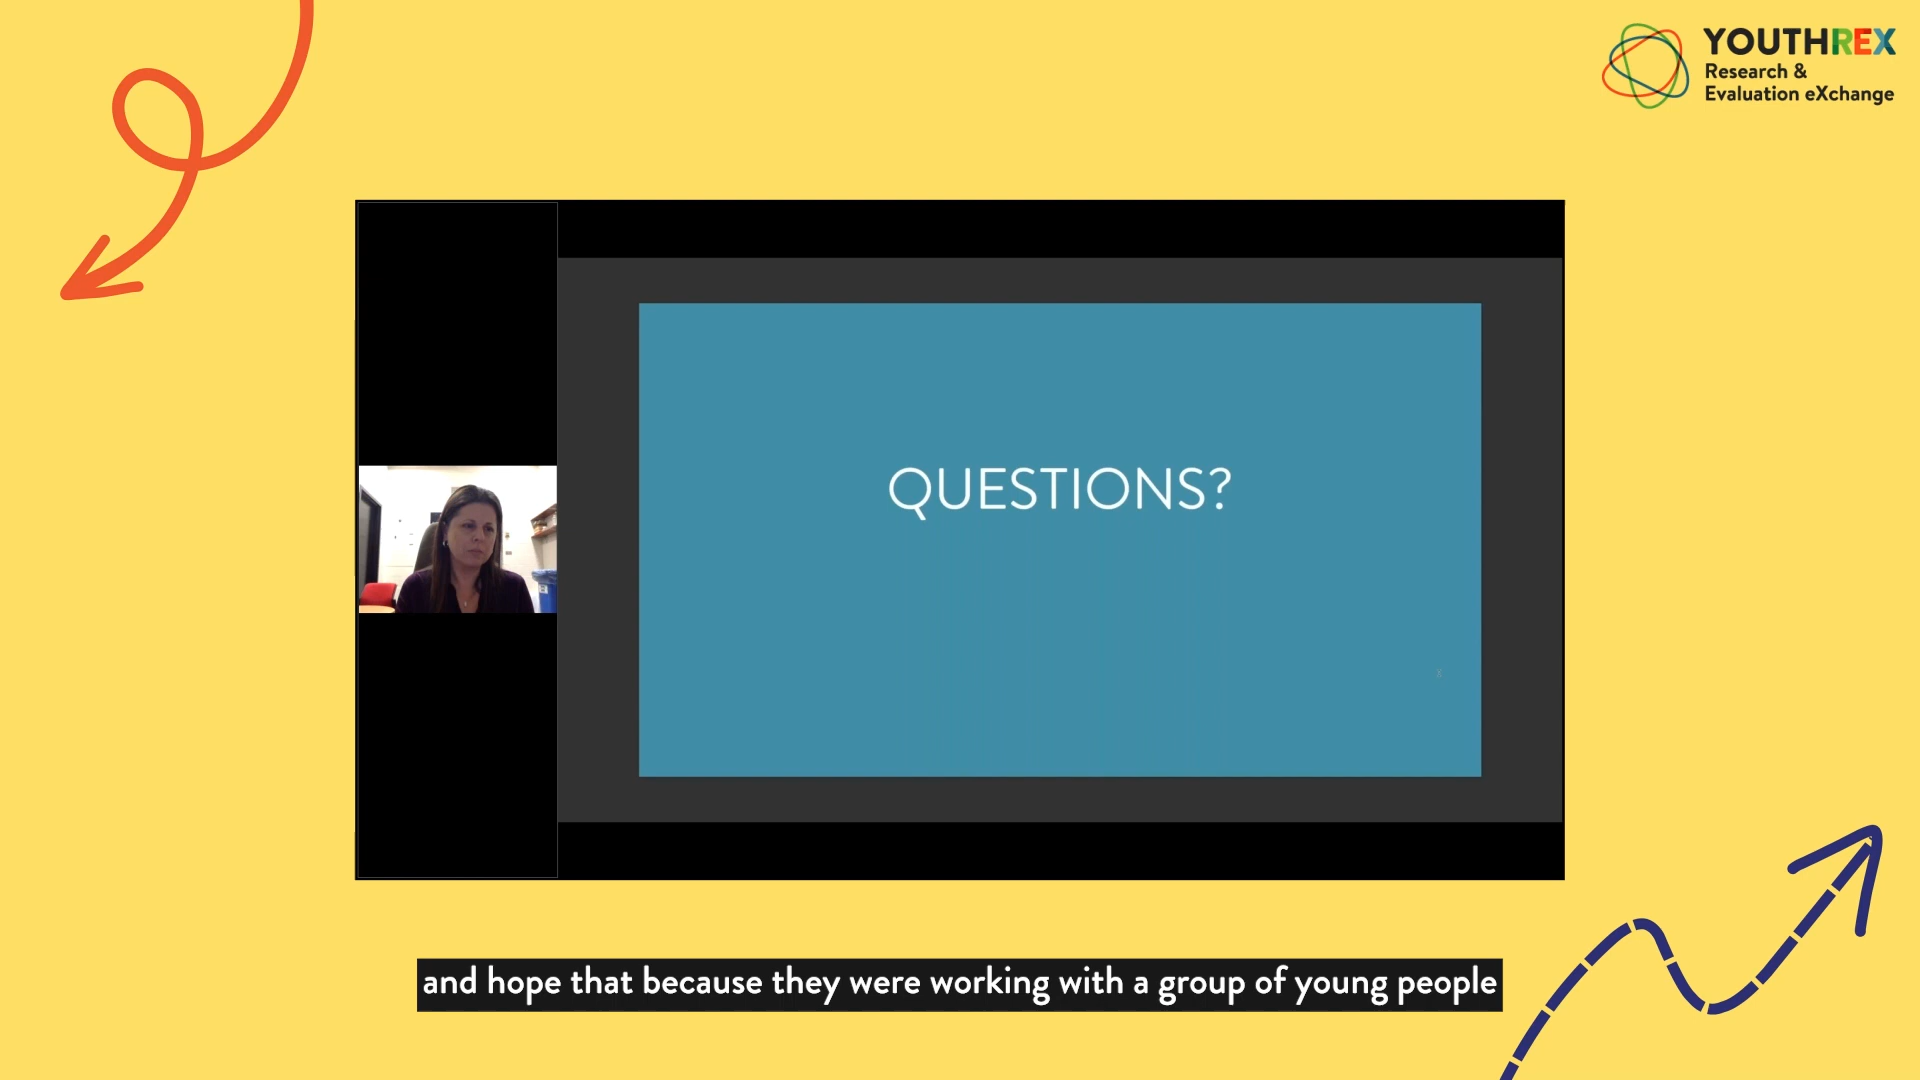 YOUTHREX
Research &
Evaluation eXchange
QUESTIONS?
x
and hope that because they were working with a group of young people